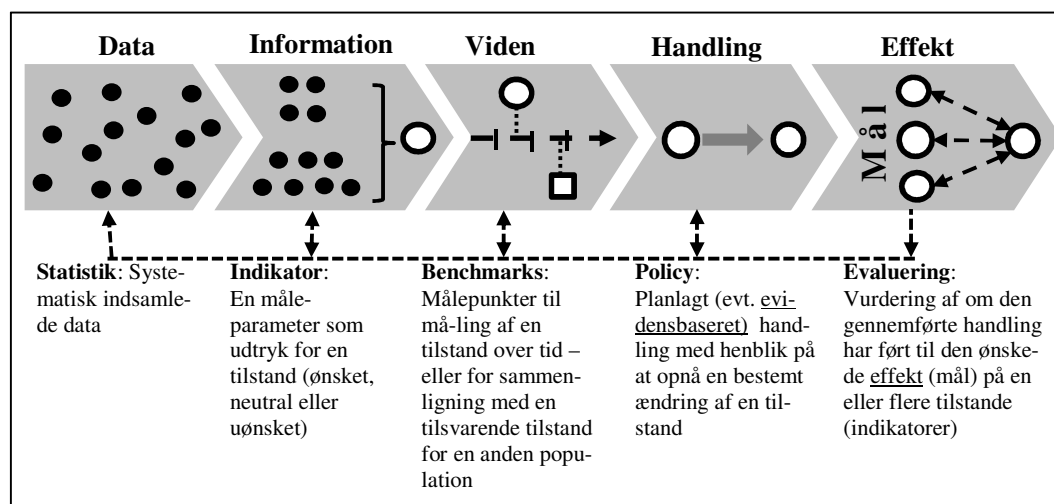 Data
Information
Viden
Handling
Effekt
Mål
Statistik: Syste-
matisk indsamle-
de data
Indikator:
En måle-
parameter som
udtryk for en
tilstand (ønsket,
neutral eller
uønsket)
Benchmarks:
Målepunkter til
må-ling af en
tilstand over tid –
eller for sammen-
ligning med en
tilsvarende tilstand
for en anden popu-
lation
Policy:
Planlagt (evt. evi-
densbaseret) hand-
ling med henblik på
at opnå en bestemt
ændring af en til-
stand
Evaluering:
Vurdering af om den
gennemførte handling
har ført til den ønske-
de effekt (mål) på en
eller flere tilstande
(indikatorer)